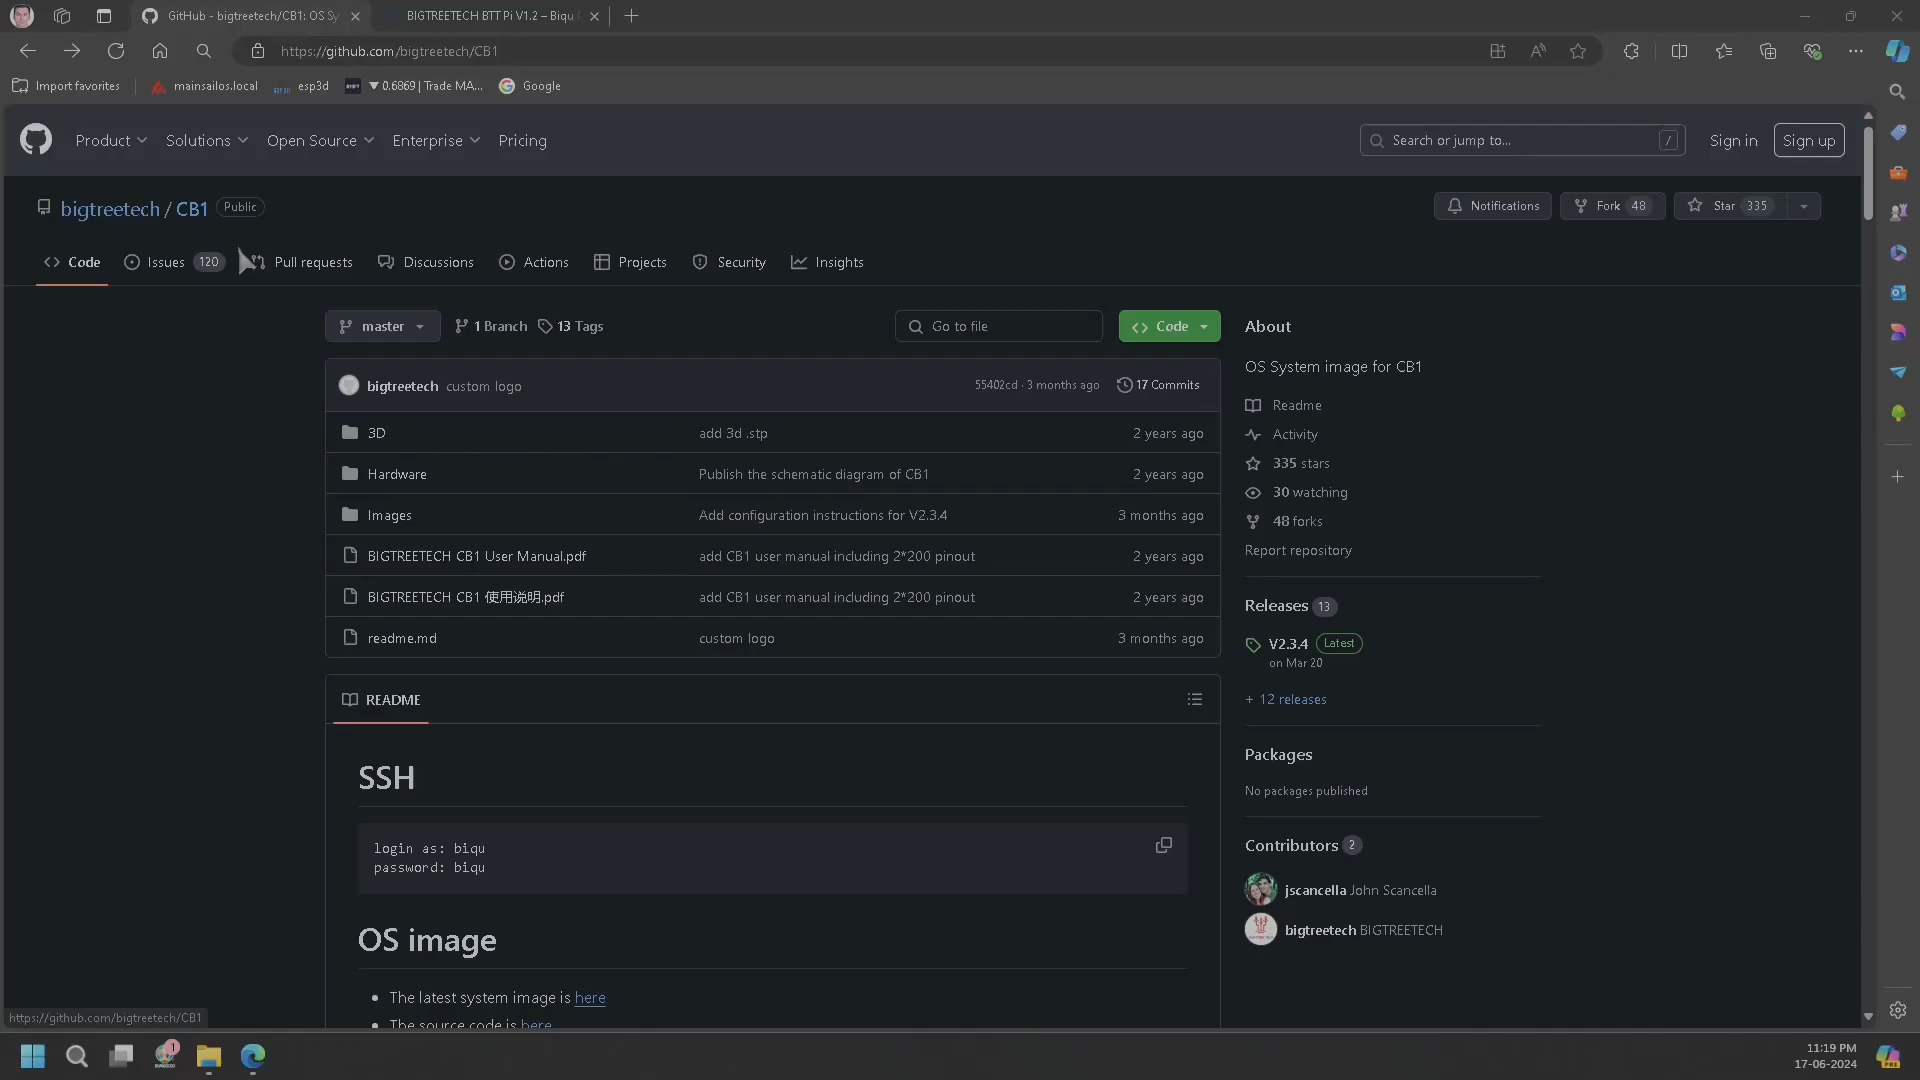 GitHub - bigtreetech/CB1: OS Sy
BIGTREETECH BTT Pi V1.2 – Biqu
https://github.com/bigtreetech/CB1
Import favorites
mainsailos.local
esp3d
▼ 0.6869 | Trade MA...
Google
Product
Solutions
Open Source
Enterprise
Pricing
Search or jump to...
/
Sign in
Sign up
bigtreetech / CB1 Public
Notifications
Fork 48
Star 335
Code
Issues 120
Pull requests
Discussions
Actions
Projects
Security
Insights
master
1 Branch
13 Tags
Go to file
Code
bigtreetech custom logo 55402cd · 3 months ago 17 Commits
3D add 3d .stp 2 years ago
Hardware Publish the schematic diagram of CB1 2 years ago
Images Add configuration instructions for V2.3.4 3 months ago
BIGTREETECH CB1 User Manual.pdf add CB1 user manual including 2*200 pinout 2 years ago
BIGTREETECH CB1 使用说明.pdf add CB1 user manual including 2*200 pinout 2 years ago
readme.md custom logo 3 months ago
README
SSH
login as: biqu
password: biqu
OS image
The latest system image is here
The source code is here
About
OS System image for CB1
Readme
Activity
335 stars
30 watching
48 forks
Report repository
Releases 13
V2.3.4 Latest
on Mar 20
+ 12 releases
Packages
No packages published
Contributors 2
jscancella John Scancella
bigtreetech BIGTREETECH
https://github.com/bigtreetech/CB1
1
11:19 PM
17-06-2024